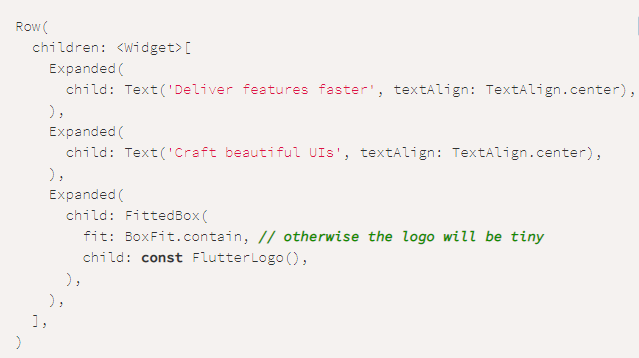 Row(
  children: <Widget>[
    Expanded(
      child: Text('Deliver features faster', textAlign: TextAlign.center),
    ),
    Expanded(
      child: Text('Craft beautiful UIs', textAlign: TextAlign.center),
    ),
    Expanded(
      child: FittedBox(
        fit: BoxFit.contain, // otherwise the logo will be tiny
        child: const FlutterLogo(),
      ),
    ),
  ],
)